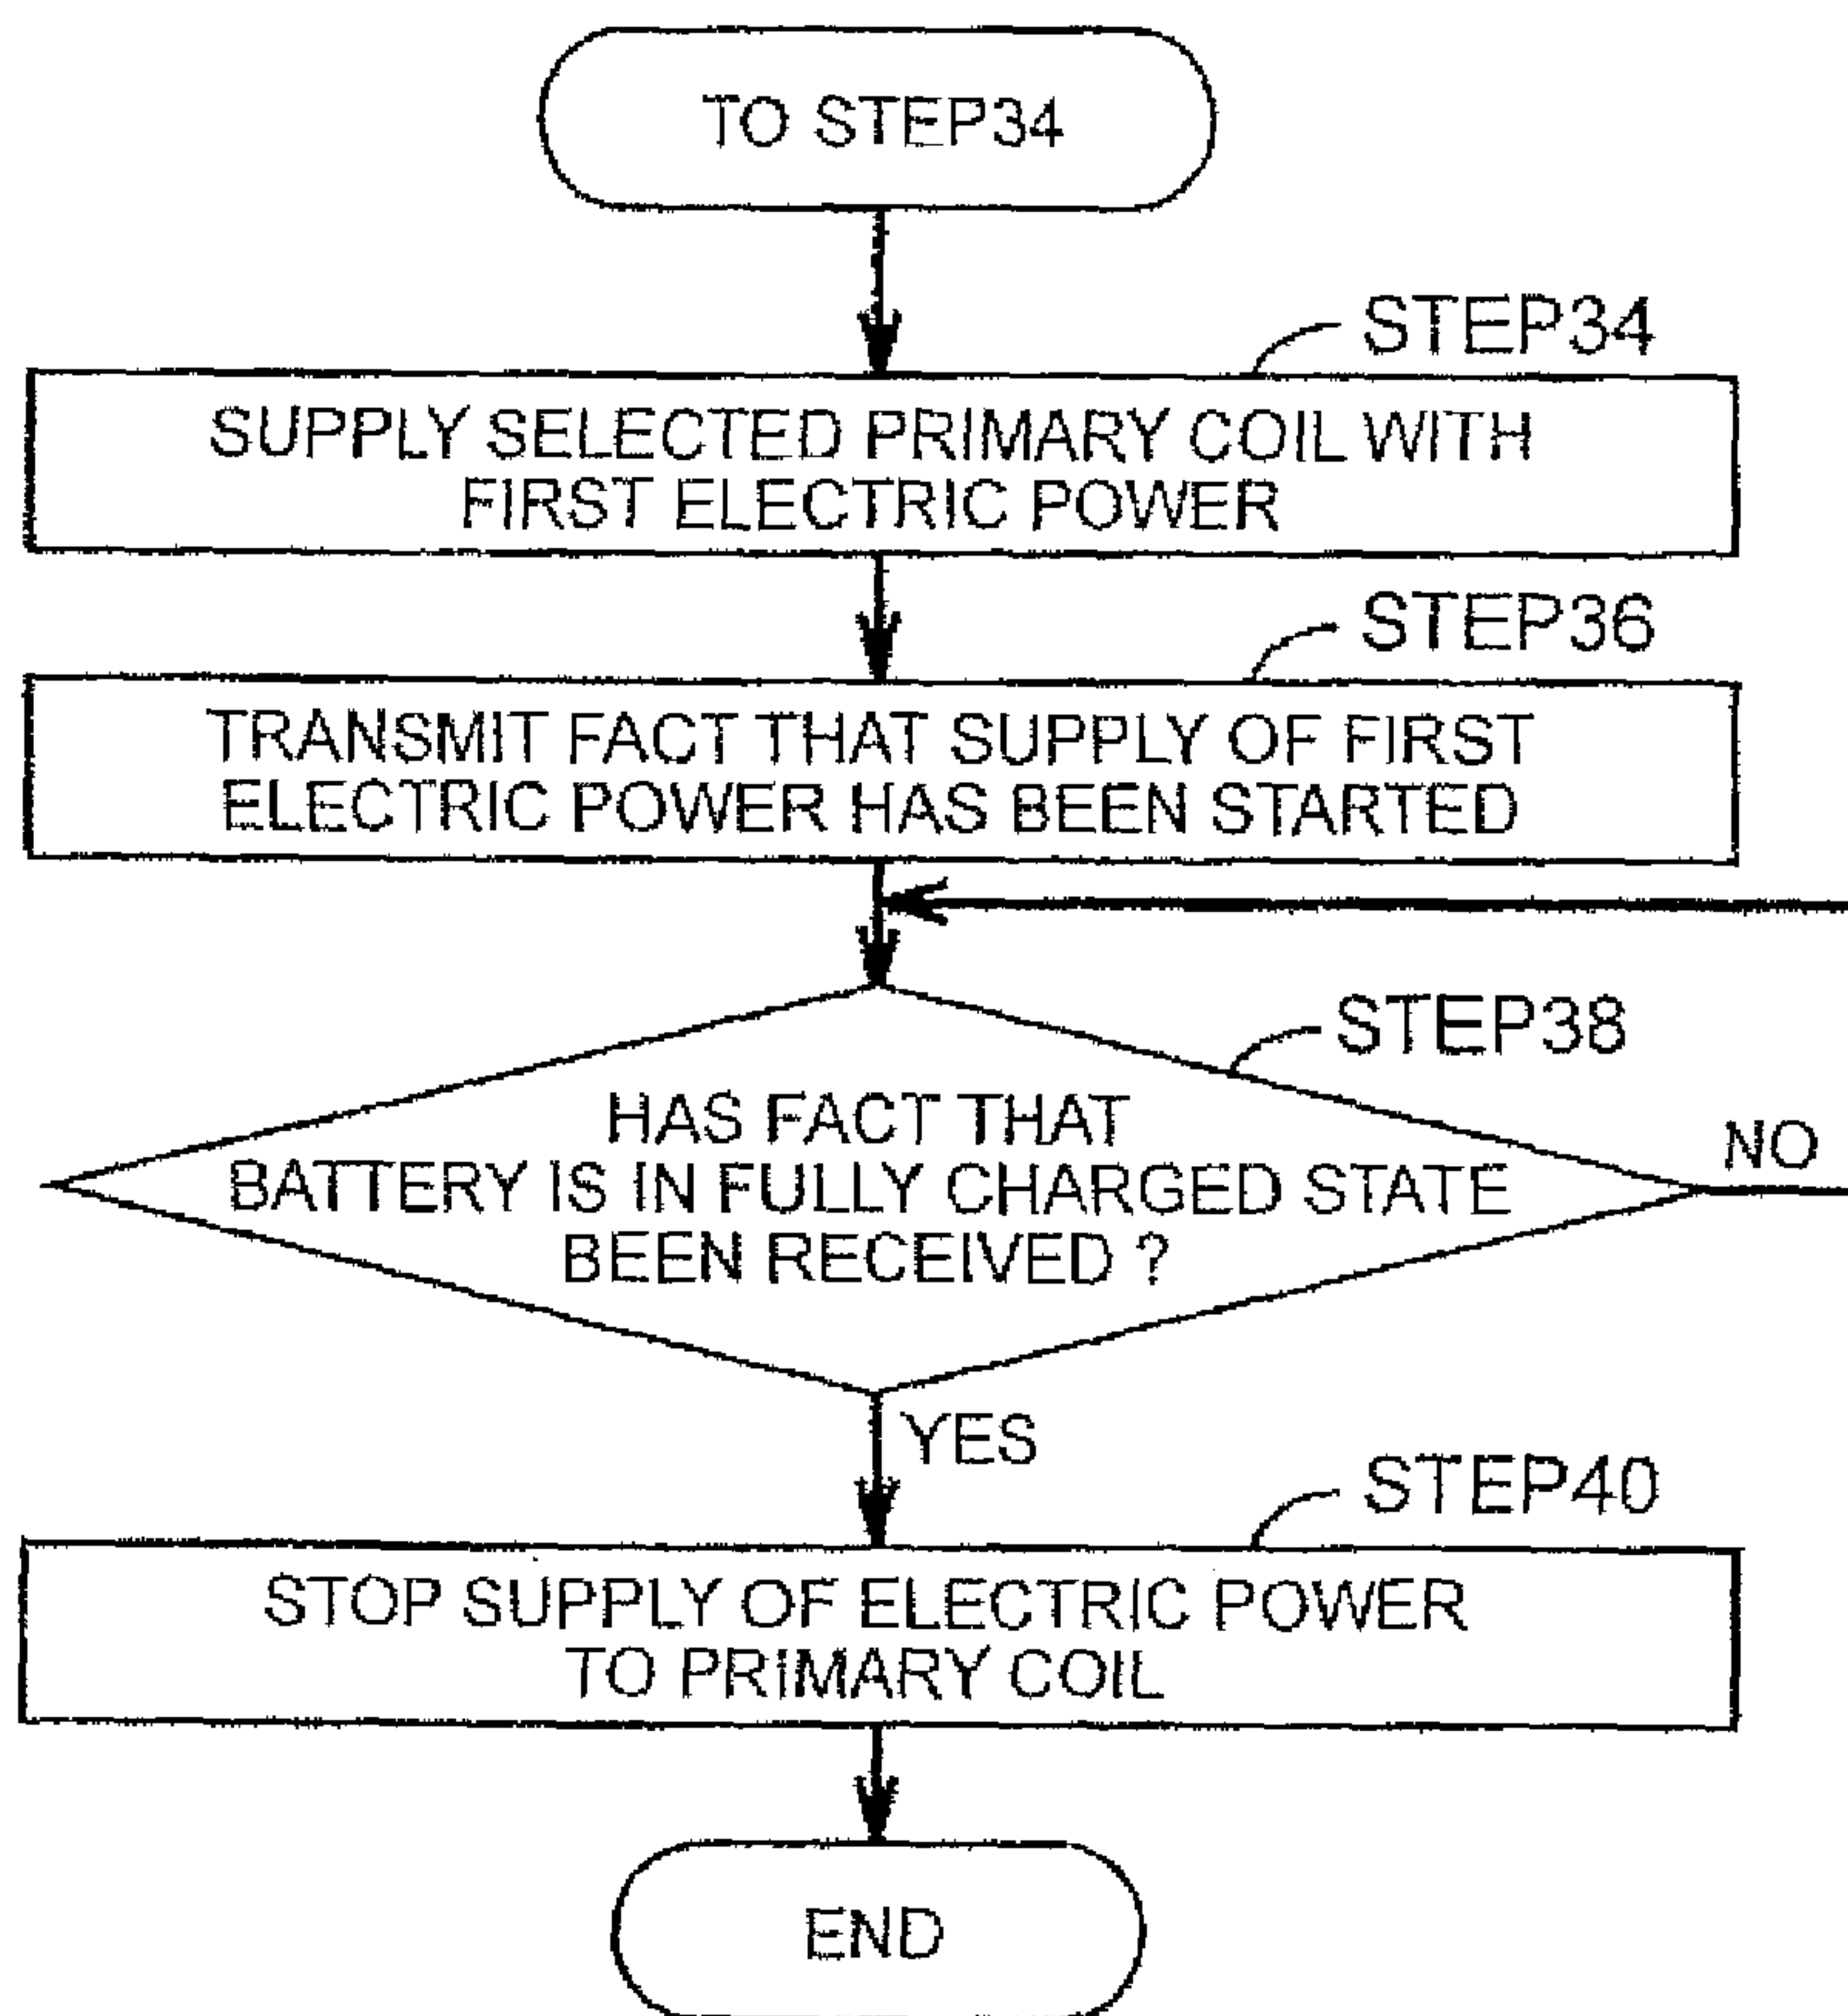 TO STEP34
STEP34
SUPPLY SELECTED PRIMARY COIL WITH
FIRST ELECTRIC POWER
STEP36
TRANSMIT FACT THAT SUPPLY OF FIRST
ELECTRIC POWER HAS BEEN STARTED
STEP38
HAS FACT THAT
BATTERY IS IN FULLY CHARGED STATE
BEEN RECEIVED ?
NO
YES
STEP40
STOP SUPPLY OF ELECTRIC POWER
TO PRIMARY COIL
END